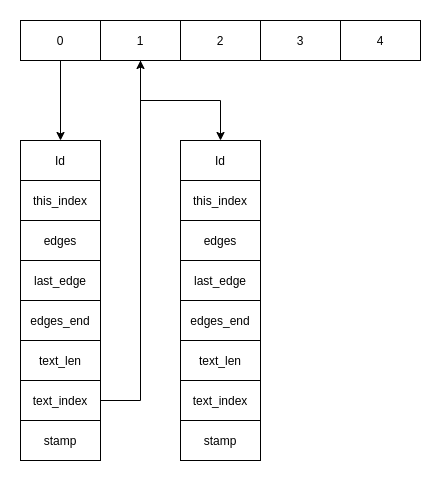 0 1 2 3 4
Id
this_index
edges
last_edge
edges_end
text_len
text_index
stamp
Id
this_index
edges
last_edge
edges_end
text_len
text_index
stamp